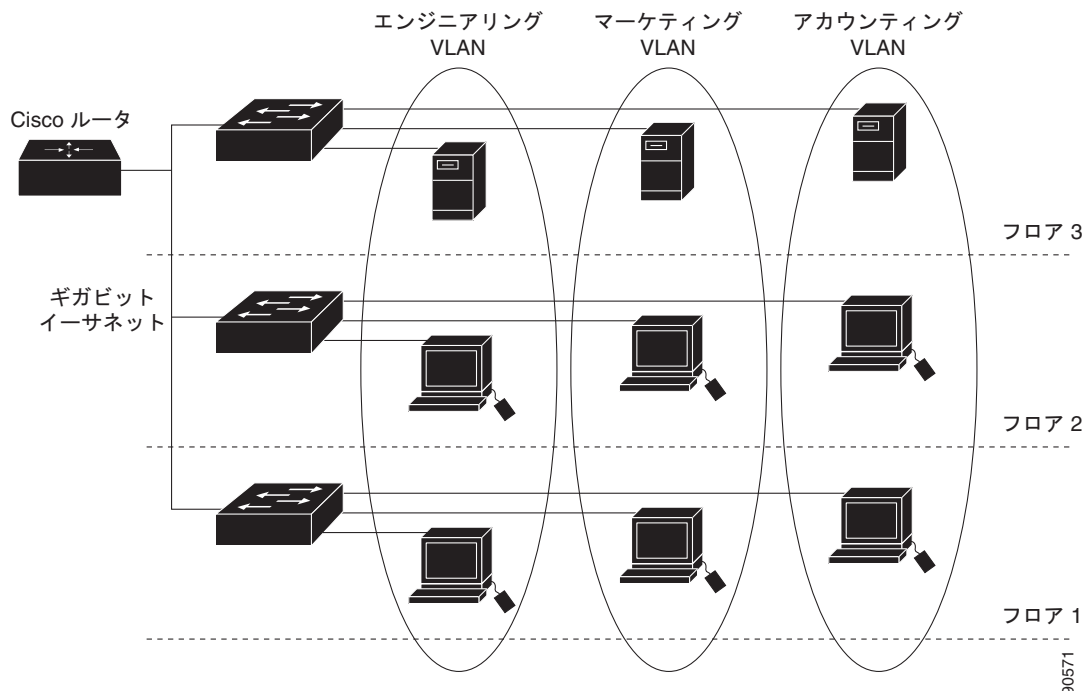 エンジニアリング
VLAN
マーケティング
VLAN
アカウンティング
VLAN
Cisco ルータ
フロア 3
ギガビット
イーサネット
フロア 2
フロア 1
90571